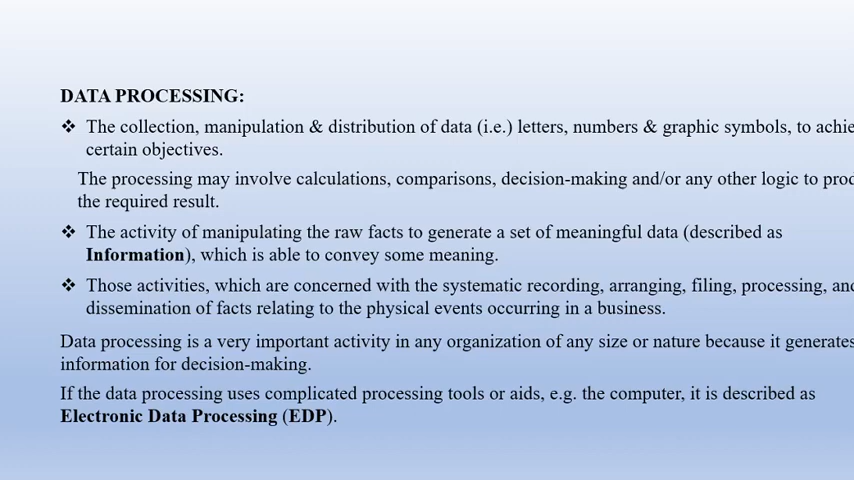 DATA PROCESSING:
❖ The collection, manipulation & distribution of data (i.e.) letters, numbers & graphic symbols, to achie
certain objectives.
The processing may involve calculations, comparisons, decision-making and/or any other logic to prod
the required result.
❖ The activity of manipulating the raw facts to generate a set of meaningful data (described as
Information), which is able to convey some meaning.
❖ Those activities, which are concerned with the systematic recording, arranging, filing, processing, and
dissemination of facts relating to the physical events occurring in a business.
Data processing is a very important activity in any organization of any size or nature because it generates
information for decision-making.
If the data processing uses complicated processing tools or aids, e.g. the computer, it is described as
Electronic Data Processing (EDP).